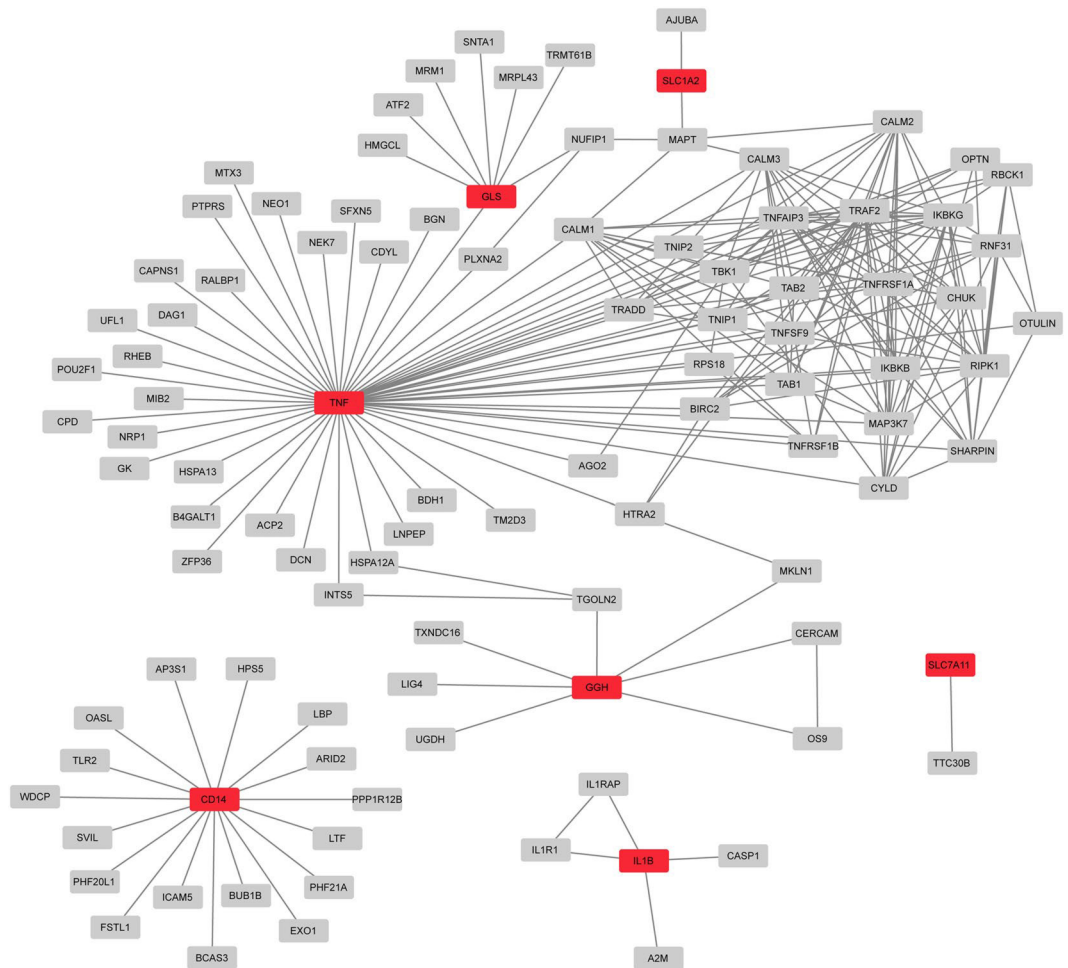 AJUBA
SNTA1
TRMT61B
MRM1
MRPL43
SLC1A2
ATF2
CALM2
NUFIP1
MAPT
HMGCL
CALM3
OPTN
RBCK1
MTX3
GLS
PTPRS
NEO1
SFXN5
BGN
TNFAIP3
TRAF2
IKBKG
CALM1
NEK7
CDYL
TNIP2
RNF31
PLXNA2
CAPNS1
RALBP1
TBK1
TAB2
TNFRSF1A
CHUK
DAG1
TRADD
TNIP1
UFL1
TNFSF9
OTULIN
RHEB
RPS18
IKBKB
RIPK1
POU2F1
TAB1
MIB2
TNF
BIRC2
CPD
MAP3K7
NRP1
TNFRSF1B
SHARPIN
GK
HSPA13
AGO2
CYLD
BDH1
B4GALT1
TM2D3
HTRA2
ACP2
LNPEP
ZFP36
DCN
HSPA12A
MKLN1
INTS5
TGOLN2
TXNDC16
CERCAM
AP3S1
HPS5
SLC7A11
LIG4
GGH
OASL
LBP
UGDH
OS9
TLR2
ARID2
TTC30B
WDCP
CD14
PPP1R12B
IL1RAP
SVIL
LTF
IL1R1
IL1B
CASP1
PHF20L1
PHF21A
ICAM5
BUB1B
FSTL1
EXO1
BCAS3
A2M